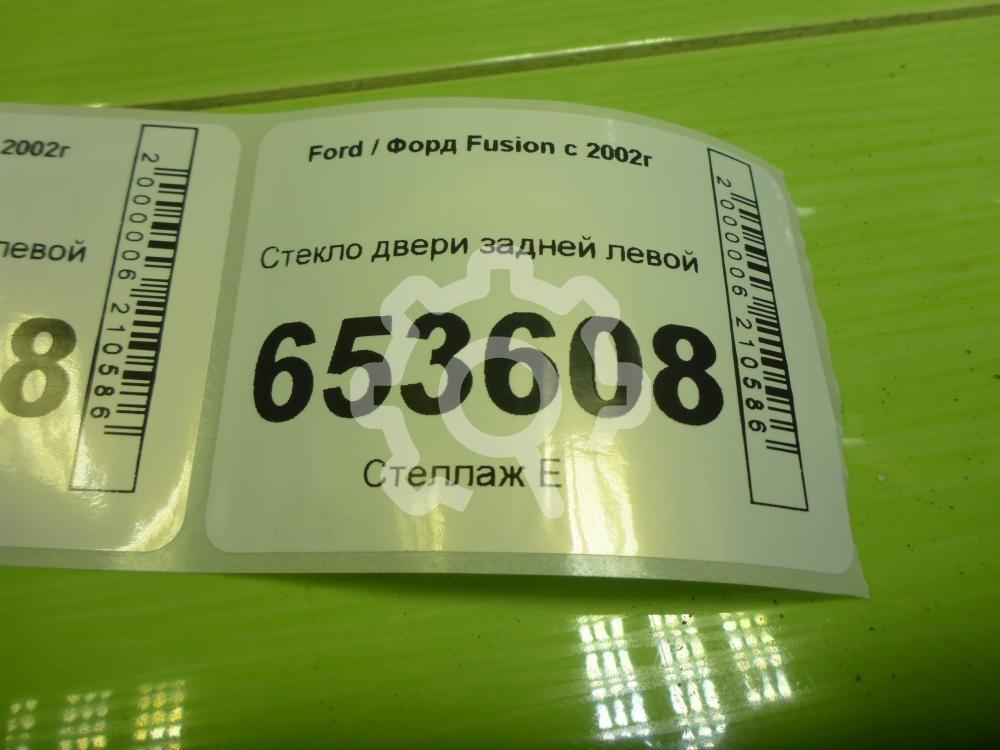 2002г
левой
8
2000006210586
Ford / Форд Fusion с 2002г
Стекло двери задней левой
653608
Стеллаж Е
2000006210586